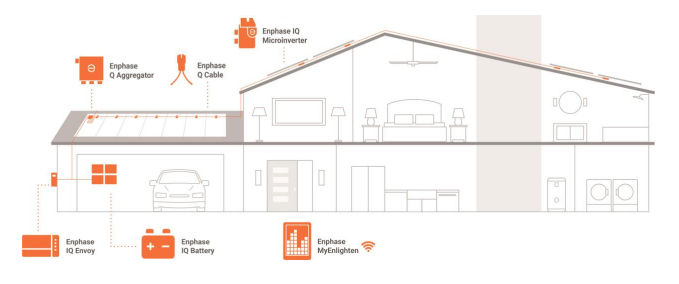 Enphase IQ
Microinverter
Enphase
Q Aggregator
Enphase
Q Cable
Enphase
IQ Envoy
Enphase
IQ Battery
Enphase
MyEnlighten